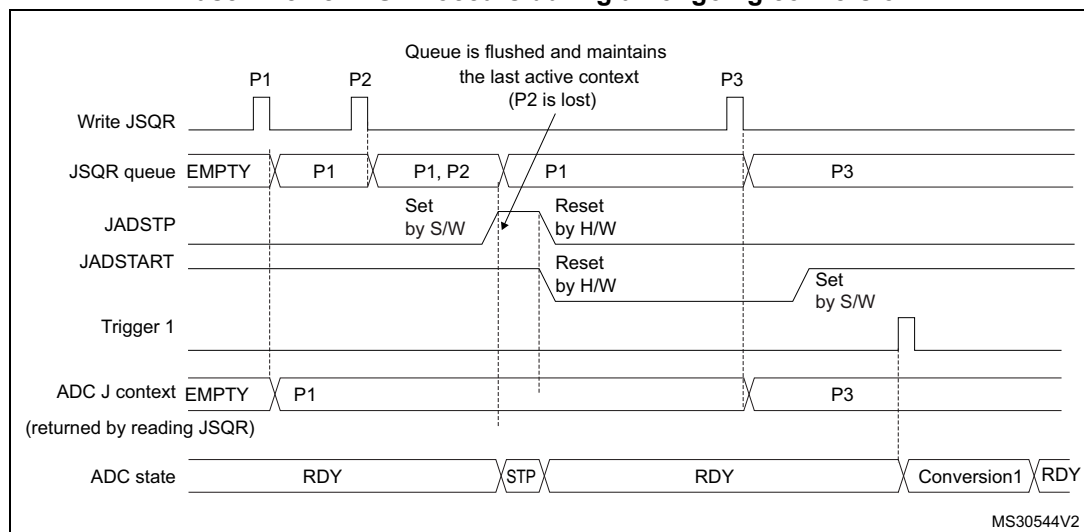 Queue is flushed and maintains
the last active context
(P2 is lost)
P1
P2
P3
Write JSQR
JSQR queue
EMPTY
P1
P1, P2
P1
P3
Set
by S/W
Reset
by H/W
JADSTP
JADSTART
Reset
by H/W
Set
by S/W
Trigger 1
ADC J context
(returned by reading JSQR)
EMPTY
P1
P3
ADC state
RDY
STP
RDY
Conversion1
RDY
MS30544V2